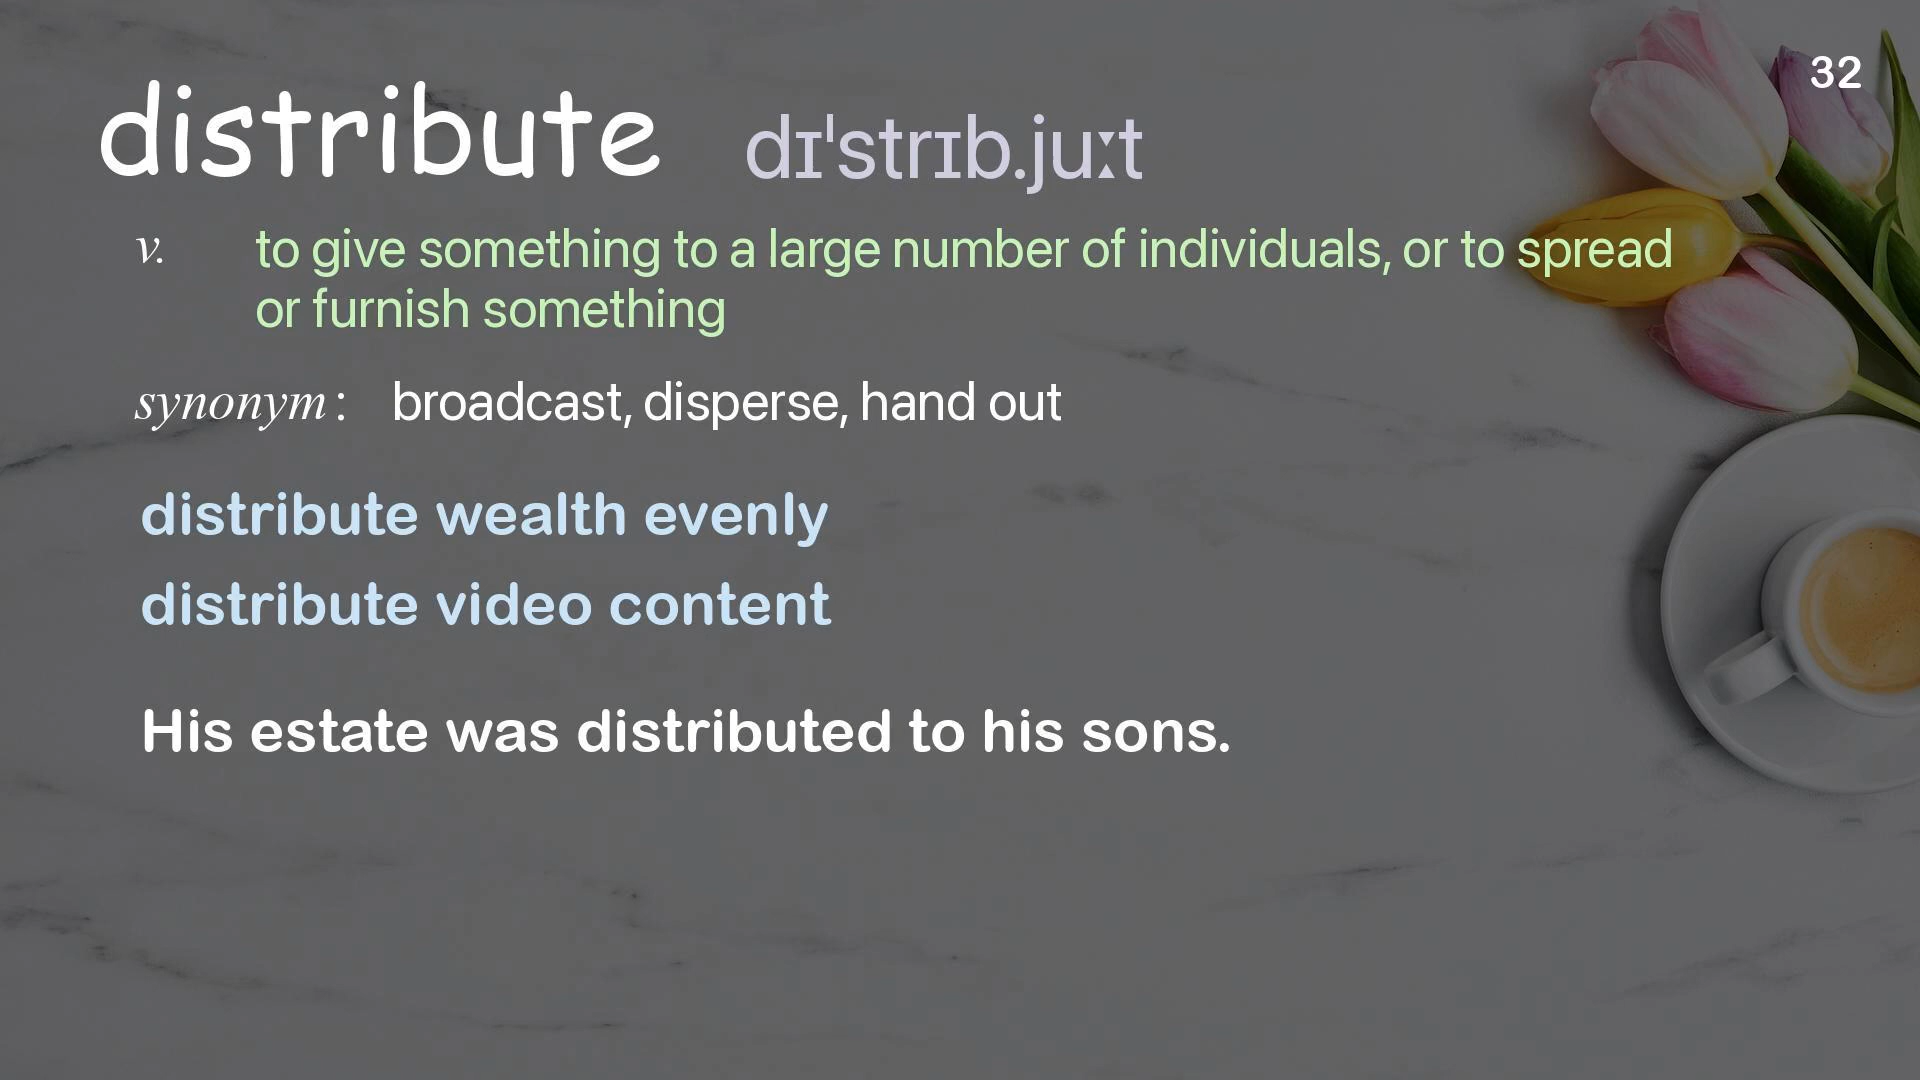 32
distribute dɪˈstrɪb.juːt
v. to give something to a large number of individuals, or to spread
or furnish something
synonym : broadcast, disperse, hand out
distribute wealth evenly
distribute video content
His estate was distributed to his sons.